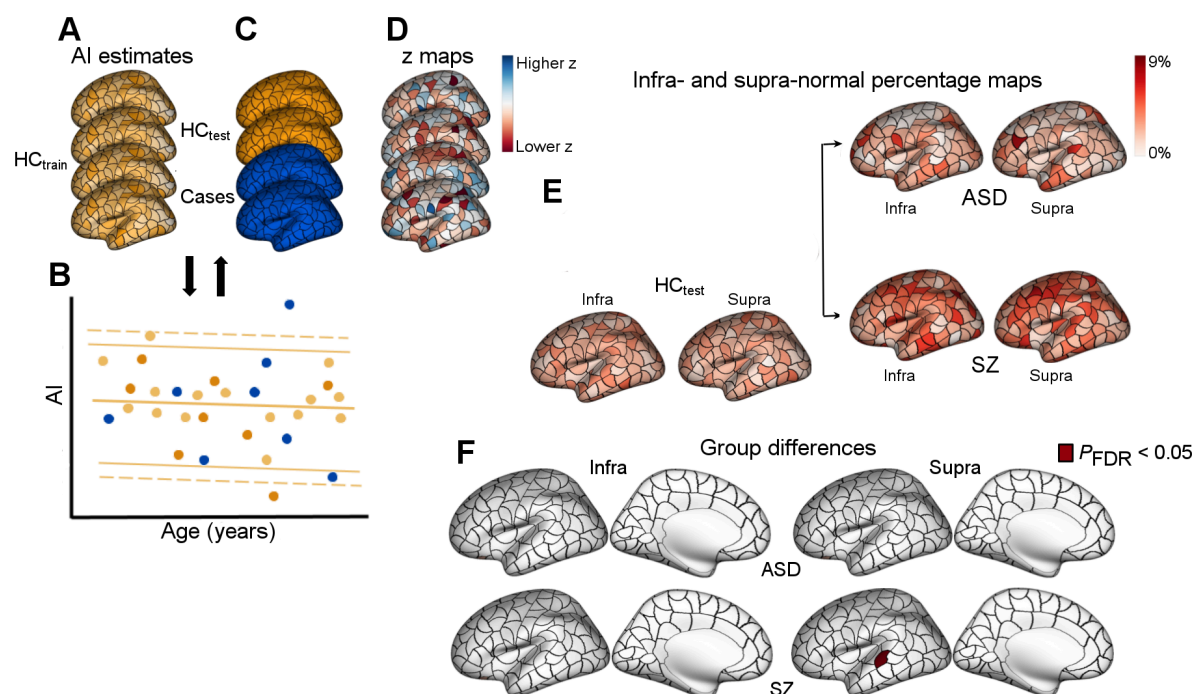 A
AI estimates
HCtrain
C
HCtest
Cases
D
z maps
Higher z
Lower z
B
AI
Age (years)
E
Infra- and supra-normal percentage maps
9%
0%
Infra
Supra
ASD
HCtest
Infra
Supra
Infra
Supra
SZ
F
Group differences
PFDR < 0.05
Infra
Supra
ASD
SZ